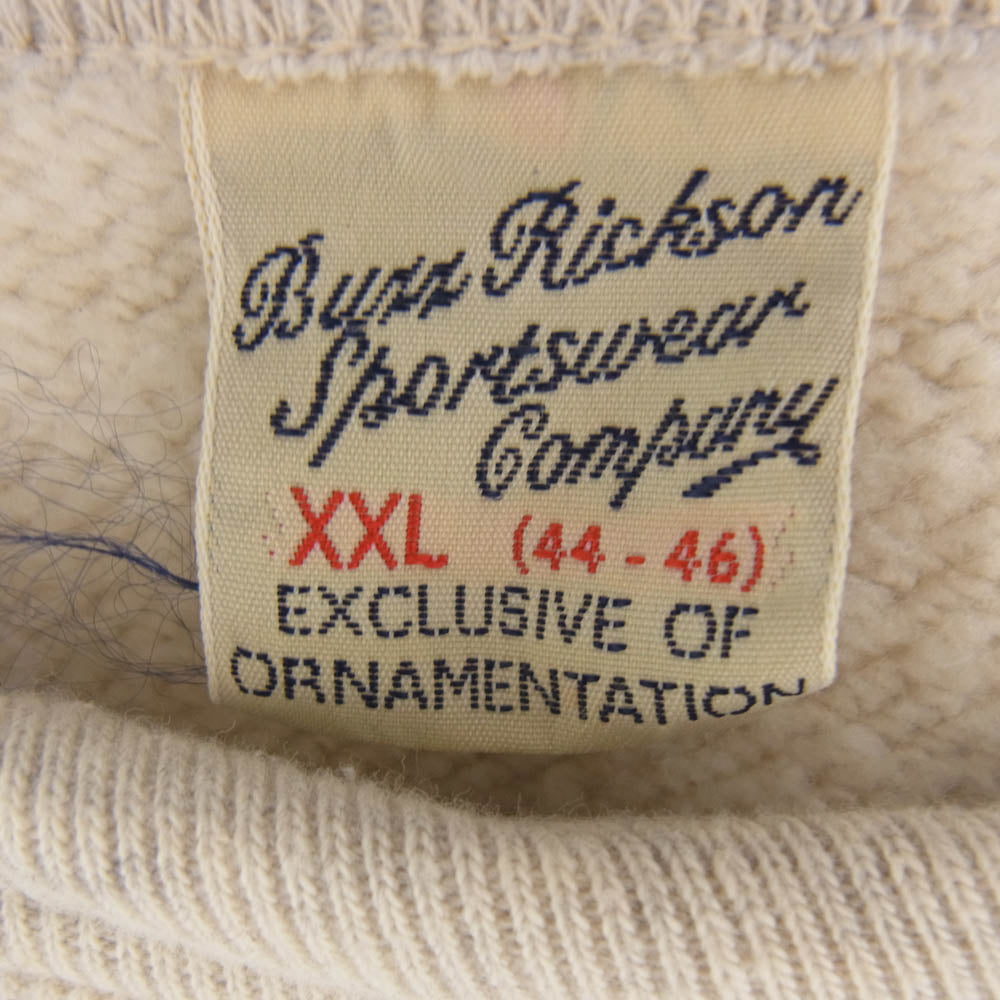 Buzz Rickson
Sportswear
Company
XXL (44 - 46)
EXCLUSIVE OF
ORNAMENTATION